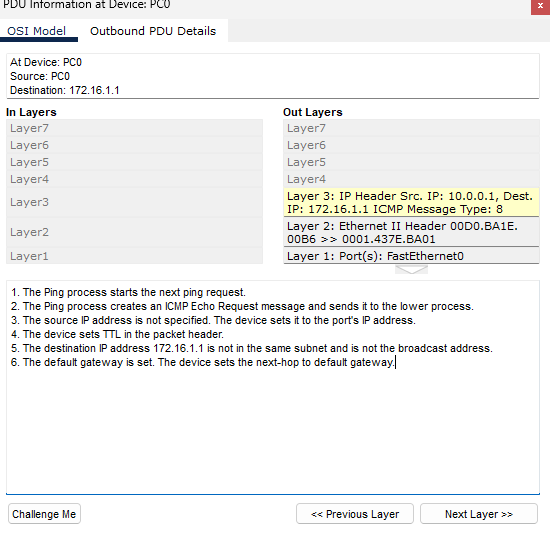 PDU Information at Device: PC0
x
OSI Model Outbound PDU Details
At Device: PC0
Source: PC0
Destination: 172.16.1.1
In Layers Out Layers
Layer7 Layer7
Layer6 Layer6
Layer5 Layer5
Layer4 Layer4
Layer3 Layer 3: IP Header Src. IP: 10.0.0.1, Dest.
IP: 172.16.1.1 ICMP Message Type: 8
Layer2 Layer 2: Ethernet II Header 00D0.BA1E.
00B6 >> 0001.437E.BA01
Layer1 Layer 1: Port(s): FastEthernet0
1. The Ping process starts the next ping request.
2. The Ping process creates an ICMP Echo Request message and sends it to the lower process.
3. The source IP address is not specified. The device sets it to the port's IP address.
4. The device sets TTL in the packet header.
5. The destination IP address 172.16.1.1 is not in the same subnet and is not the broadcast address.
6. The default gateway is set. The device sets the next-hop to default gateway.
Challenge Me << Previous Layer Next Layer >>